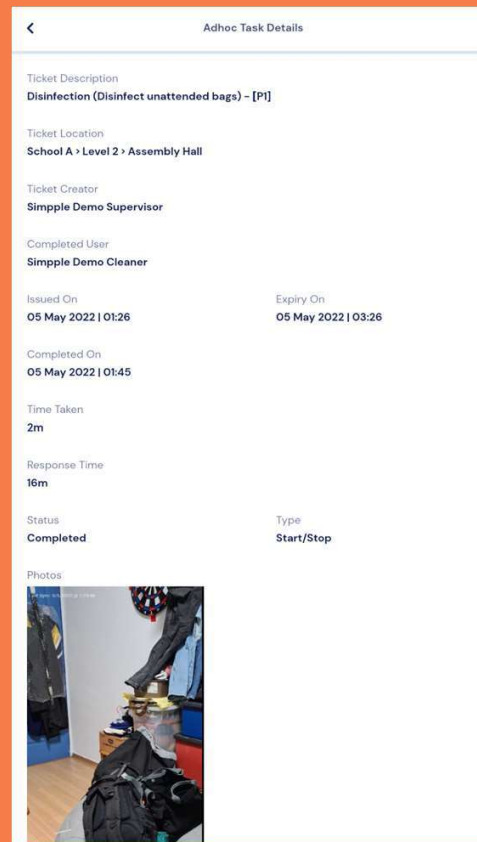 Adhoc Task Details
Ticket Description
Disinfection (Disinfect unattended bags) - [P1]
Ticket Location
School A > Level 2 > Assembly Hall
Ticket Creator
Simpple Demo Supervisor
Completed User
Simpple Demo Cleaner
Issued On Expiry On
05 May 2022 | 01:26 05 May 2022 | 03:26
Completed On
05 May 2022 | 01:45
Time Taken
2m
Response Time
16m
Status Type
Completed Start/Stop
Photos